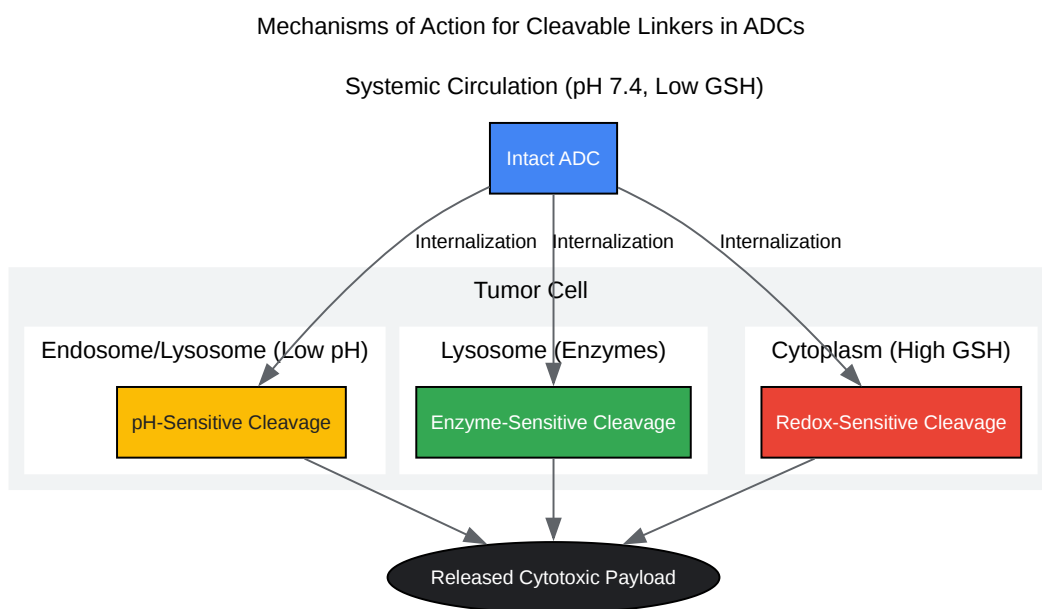 Mechanisms of Action for Cleavable Linkers in ADCs
Systemic Circulation (pH 7.4, Low GSH)
Intact ADC
Internalization
Internalization
Internalization
Tumor Cell
Endosome/Lysosome (Low pH)
Lysosome (Enzymes)
Cytoplasm (High GSH)
pH-Sensitive Cleavage
Enzyme-Sensitive Cleavage
Redox-Sensitive Cleavage
Released Cytotoxic Payload